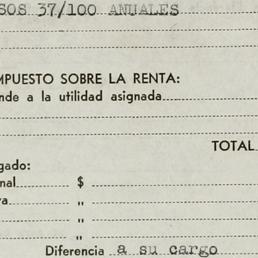 SOS 37/100 ANUALES
MPUESTO SOBRE LA RENTA:
nde a la utilidad asignada
TOTAL
gado:
nal $
va "
"
"
Diferencia a su cargo